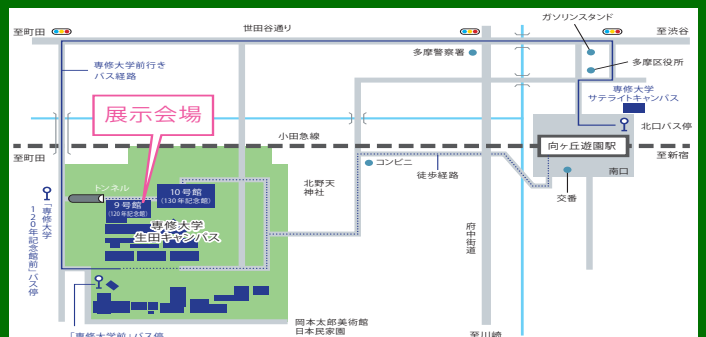 ガソリンスタンド
至町田
世田谷通り
至渋谷
多摩警察署
多摩区役所
専修大学前行き
バス経路
専修大学
サテライトキャンパス
展示会場
北口バス停
小田急線
向ヶ丘遊園駅
至町田
至新宿
コンビニ
徒歩経路
南口
トンネル
10号館
(130年記念館)
北野天
神社
交番
9号館
(120年記念館)
専修大学
生田キャンパス
「専修大学
120年記念館前」バス停
府中街道
岡本太郎美術館
日本民家園
「専修大学前」バス停
至川崎